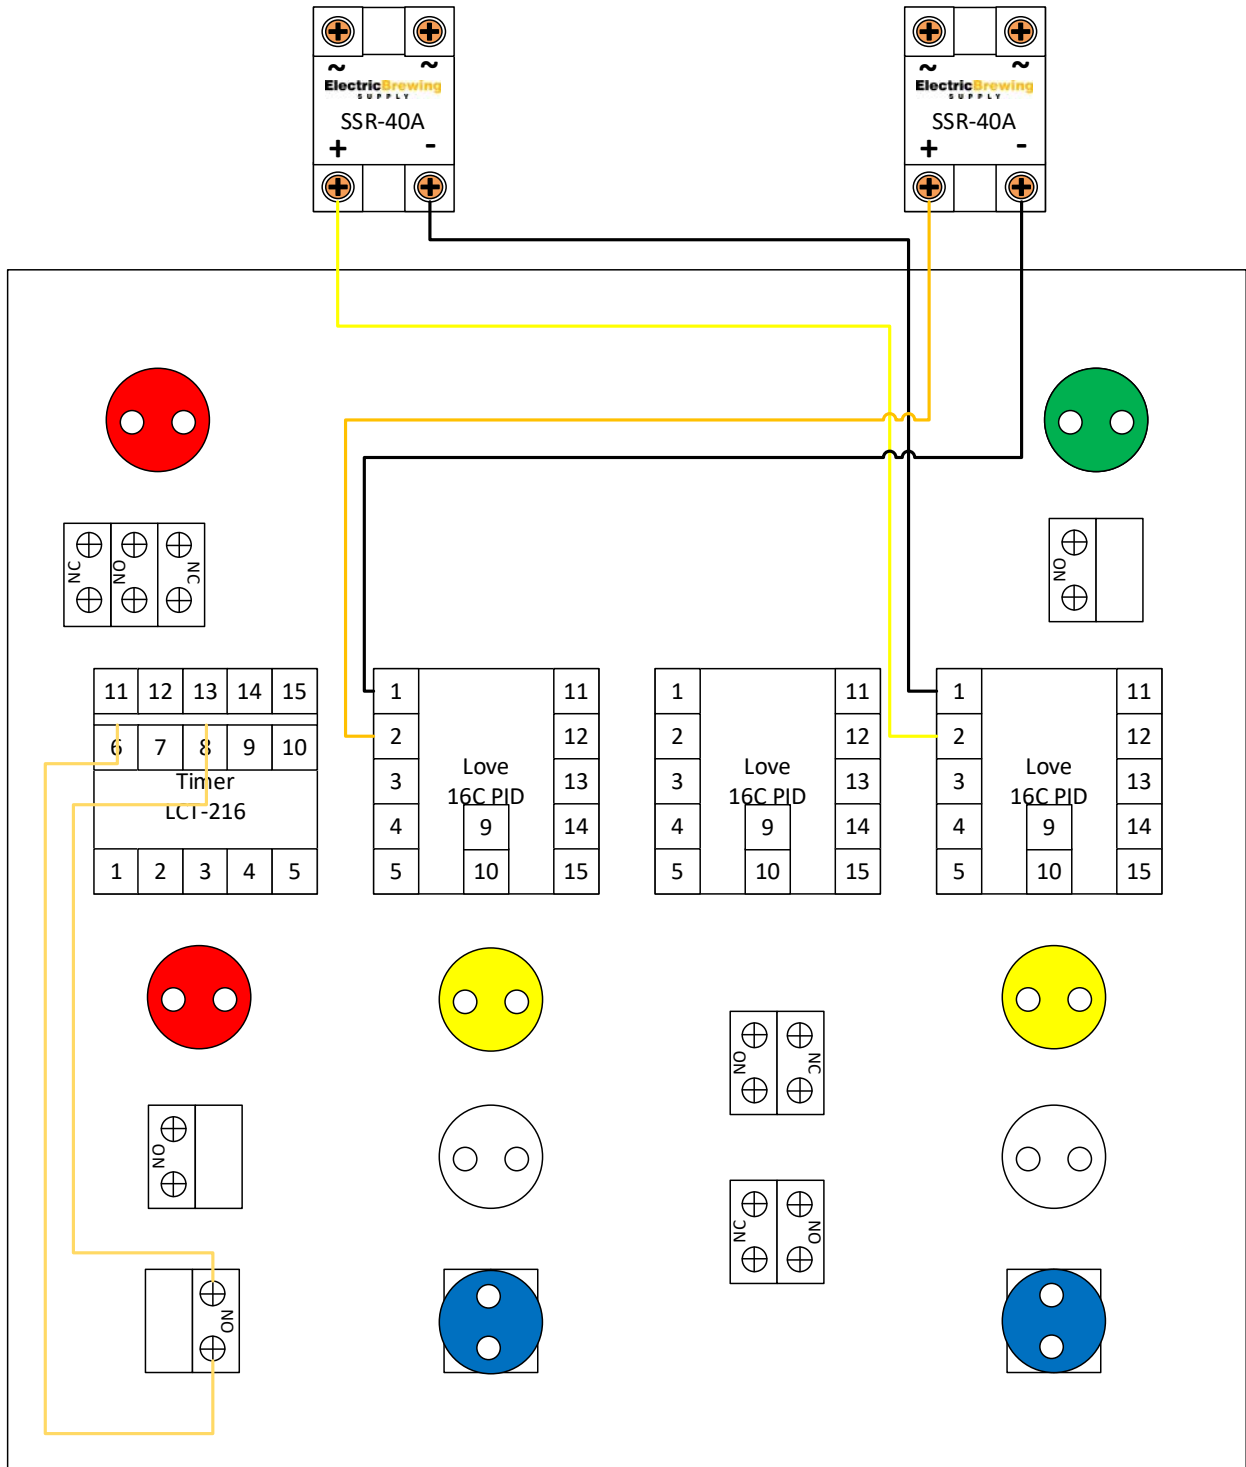 ~ ~
ElectricBrewing
SUPPLY
SSR-40A
+ -
~ ~
ElectricBrewing
SUPPLY
SSR-40A
+ -
NC NO NC
NO
11 12 13 14 15
6 7 8 9 10
Timer
LCT-216
1 2 3 4 5
1 11
2 12
3 13
Love
16C PID
4 9 14
5 10 15
1 11
2 12
3 13
Love
16C PID
4 9 14
5 10 15
1 11
2 12
3 13
Love
16C PID
4 9 14
5 10 15
NO NC
NO
NC NO
NO